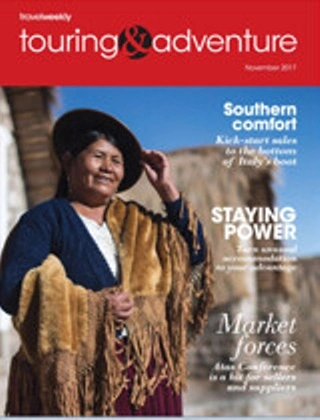 travelweekly
touring&adventure
November 2017
Southern
comfort
Kick-start sales
to the bottom
of Italy's boot
STAYING
POWER
Turn unusual
accommodation
to your advantage
Market
forces
Atas Conference
is a hit for sellers
and suppliers